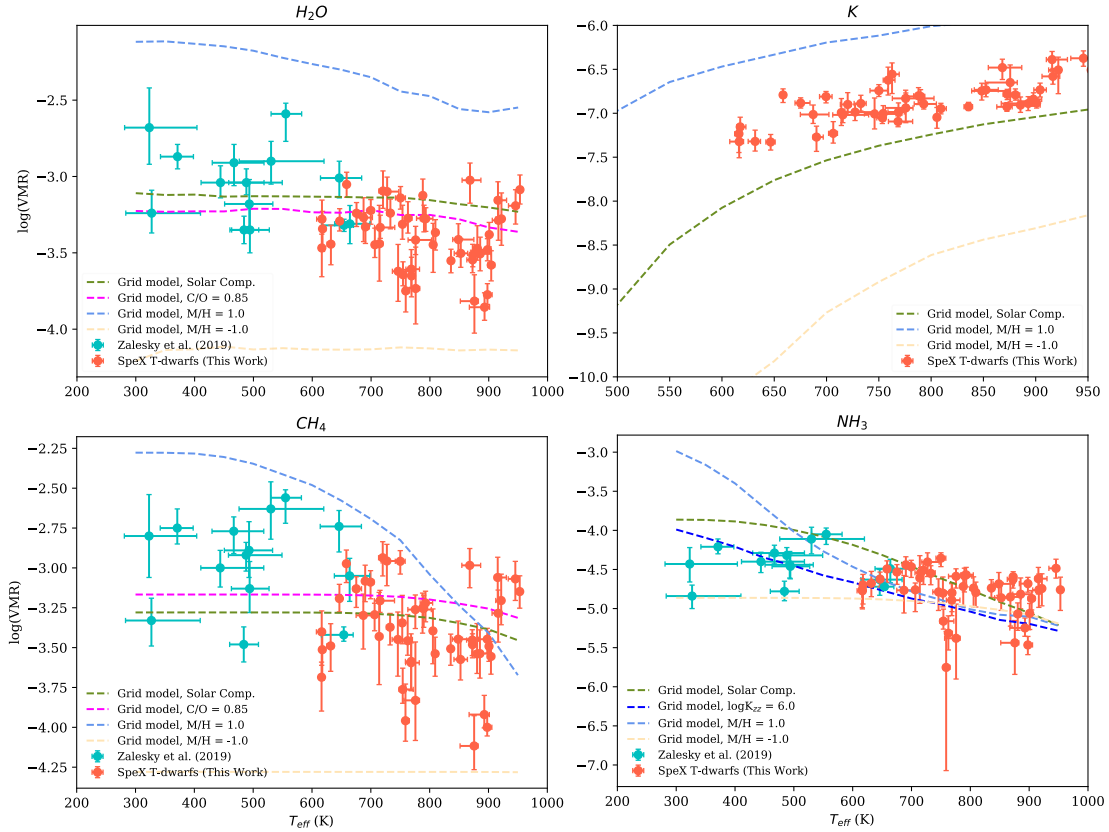 H₂O
log(VMR)
−2.5
−3.0
−3.5
−4.0
Grid model, Solar Comp.
Grid model, C/O = 0.85
Grid model, M/H = 1.0
Grid model, M/H = -1.0
Zalesky et al. (2019)
SpeX T-dwarfs (This Work)
200 300 400 500 600 700 800 900 1000
K
−6.0
−6.5
−7.0
−7.5
−8.0
−8.5
−9.0
−9.5
−10.0
Grid model, Solar Comp.
Grid model, M/H = 1.0
Grid model, M/H = -1.0
SpeX T-dwarfs (This Work)
500 550 600 650 700 750 800 850 900 950
CH₄
log(VMR)
−2.25
−2.50
−2.75
−3.00
−3.25
−3.50
−3.75
−4.00
−4.25
Grid model, Solar Comp.
Grid model, C/O = 0.85
Grid model, M/H = 1.0
Grid model, M/H = -1.0
Zalesky et al. (2019)
SpeX T-dwarfs (This Work)
200 300 400 500 600 700 800 900 1000
T_eff (K)
NH₃
−3.0
−3.5
−4.0
−4.5
−5.0
−5.5
−6.0
−6.5
−7.0
Grid model, Solar Comp.
Grid model, logK_zz = 6.0
Grid model, M/H = 1.0
Grid model, M/H = -1.0
Zalesky et al. (2019)
SpeX T-dwarfs (This Work)
200 300 400 500 600 700 800 900 1000
T_eff (K)